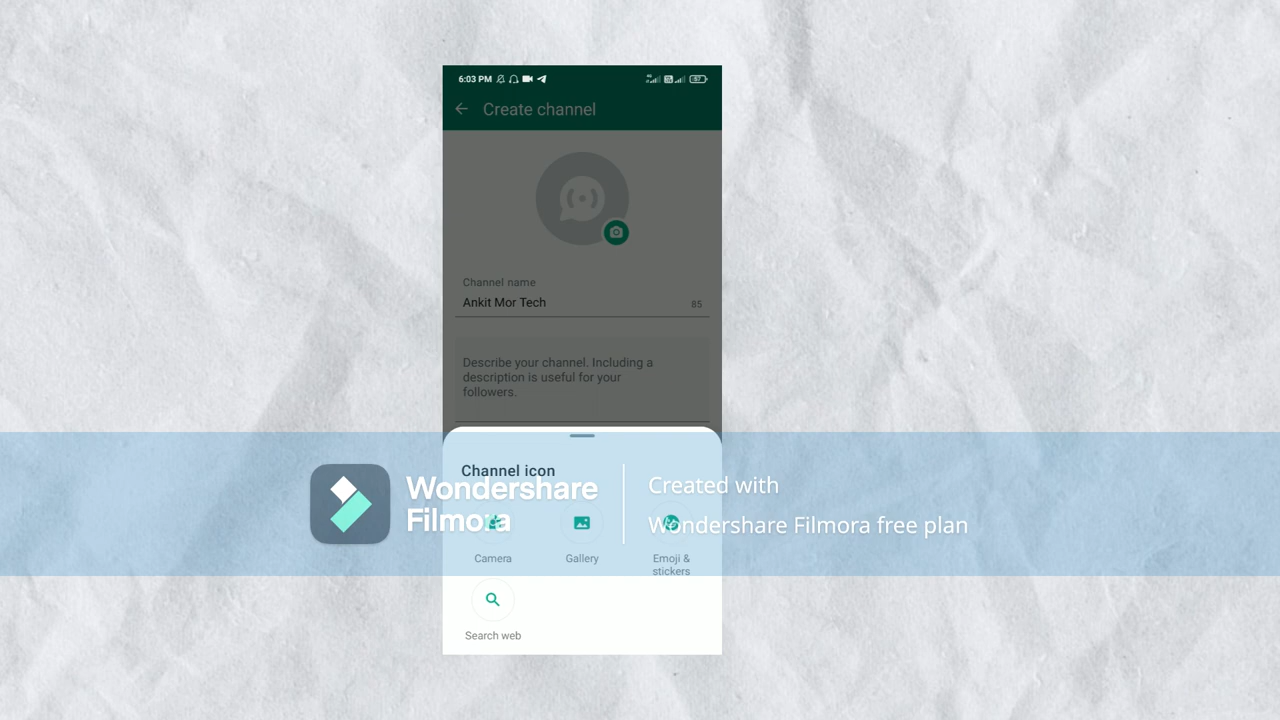 6:03 PM
Create channel
Channel name
Ankit Mor Tech
85
Describe your channel. Including a
description is useful for your
followers.
Channel icon
Wondershare
Filmora
Created with
Wondershare Filmora free plan
Camera
Gallery
Emoji &
stickers
Search web